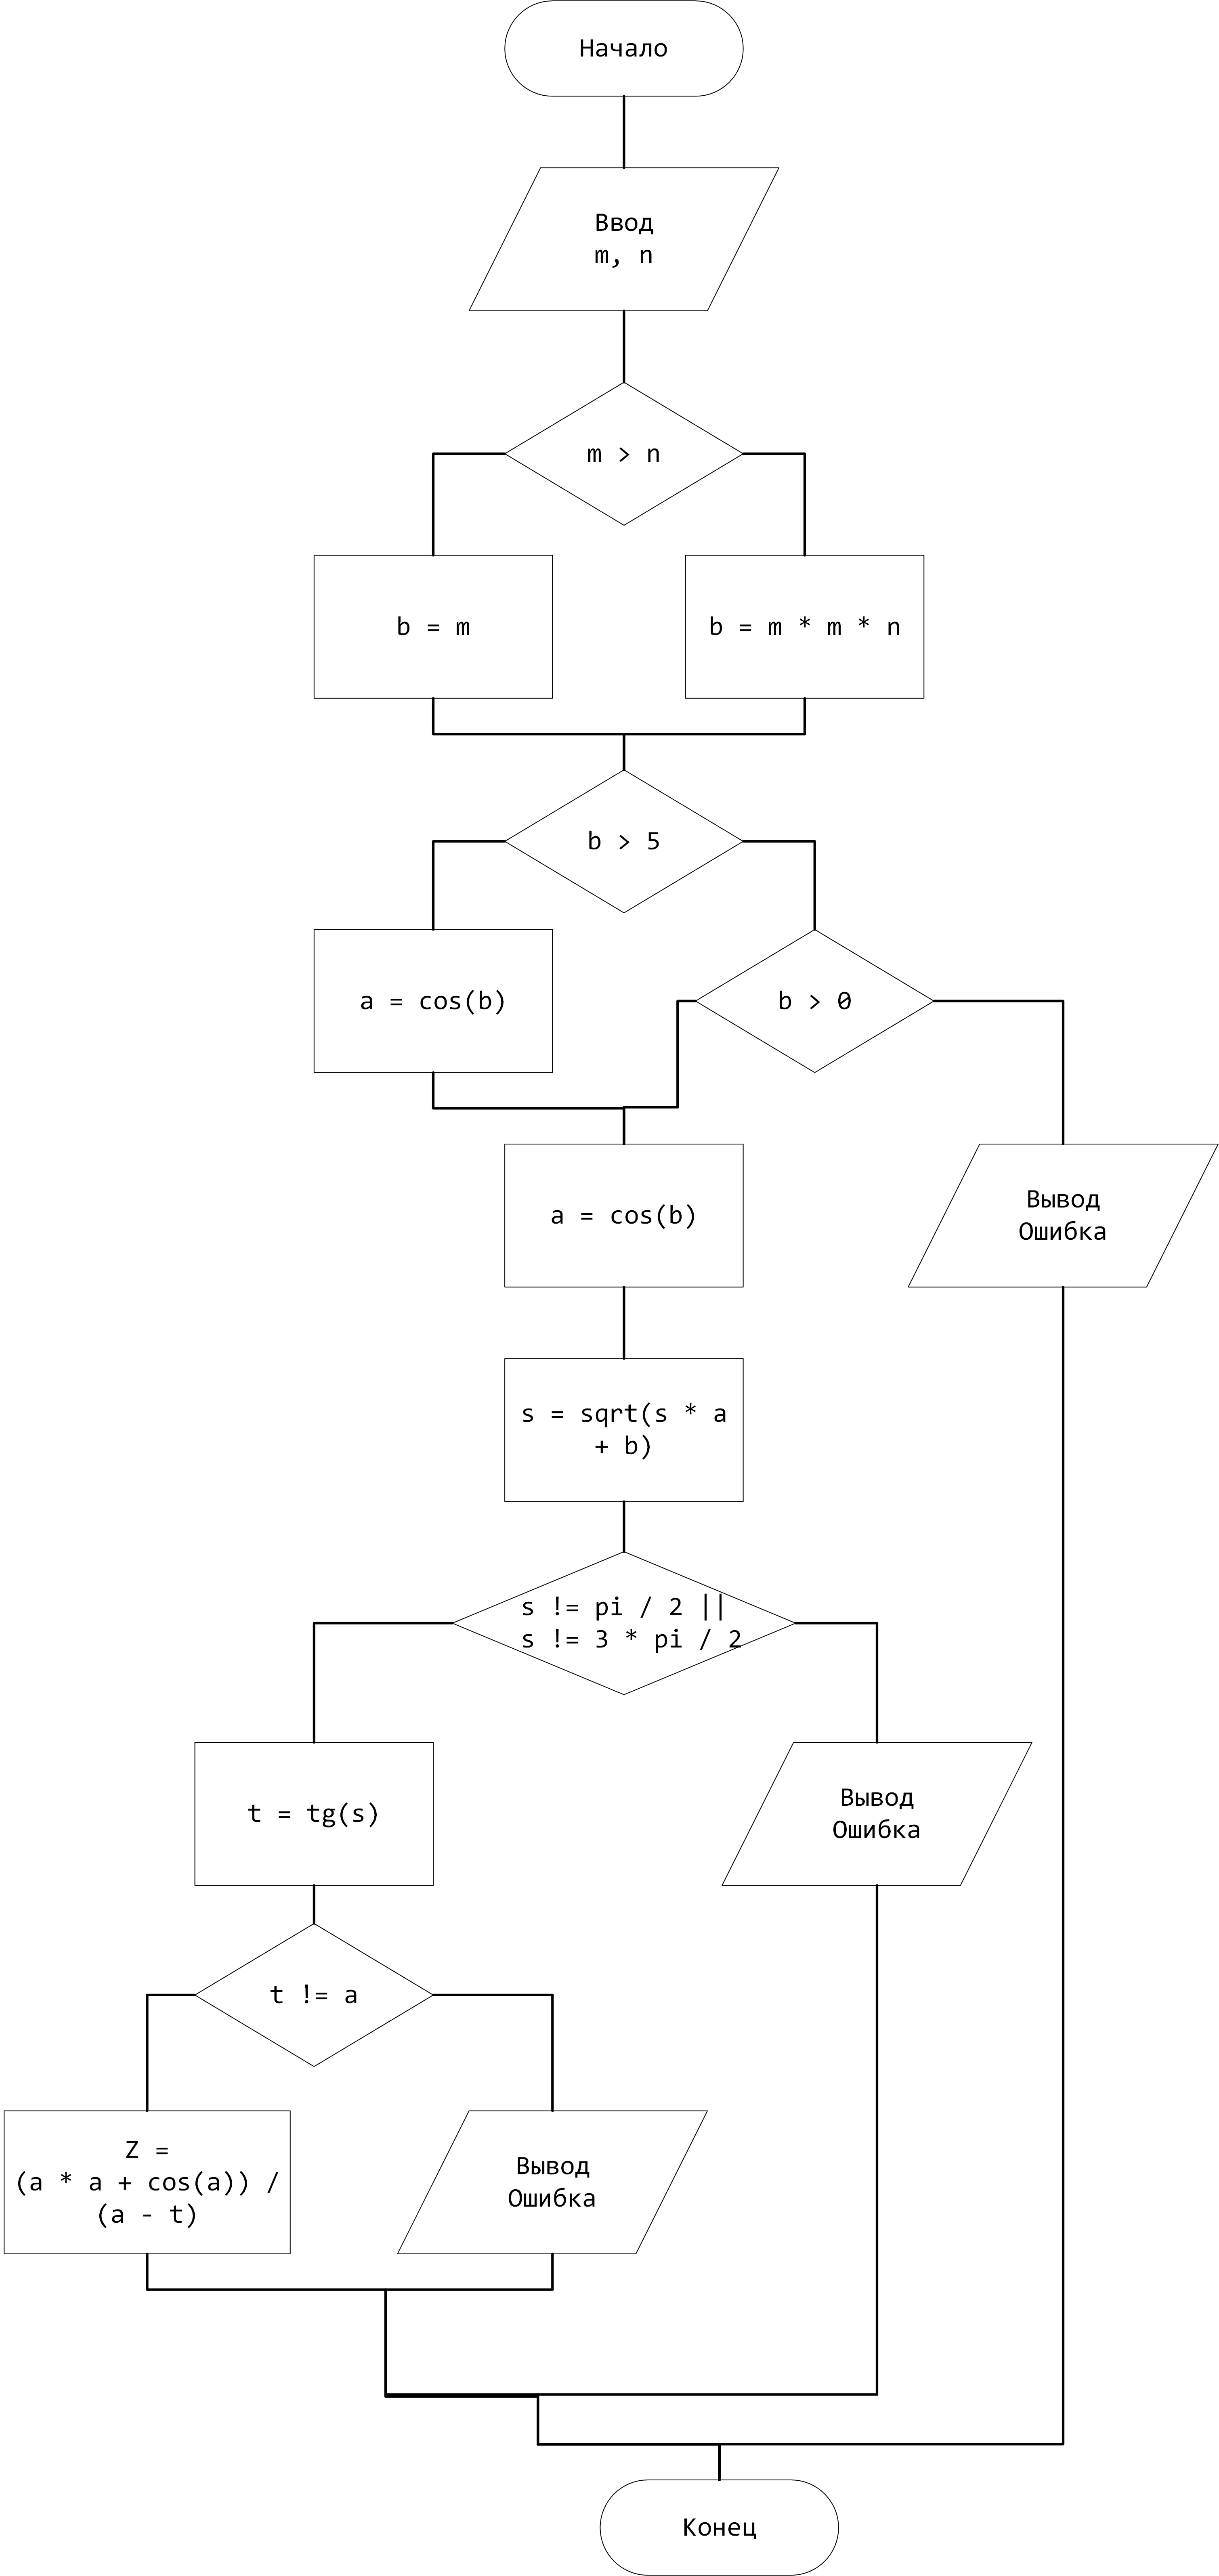 Начало
Ввод
m, n
m > n
b = m
b = m * m * n
b > 5
a = cos(b)
b > 0
a = cos(b)
Вывод
Ошибка
s = sqrt(s * a
+ b)
s != pi / 2 ||
s != 3 * pi / 2
t = tg(s)
Вывод
Ошибка
t != a
Z =
(a * a + cos(a)) /
(a - t)
Вывод
Ошибка
Конец